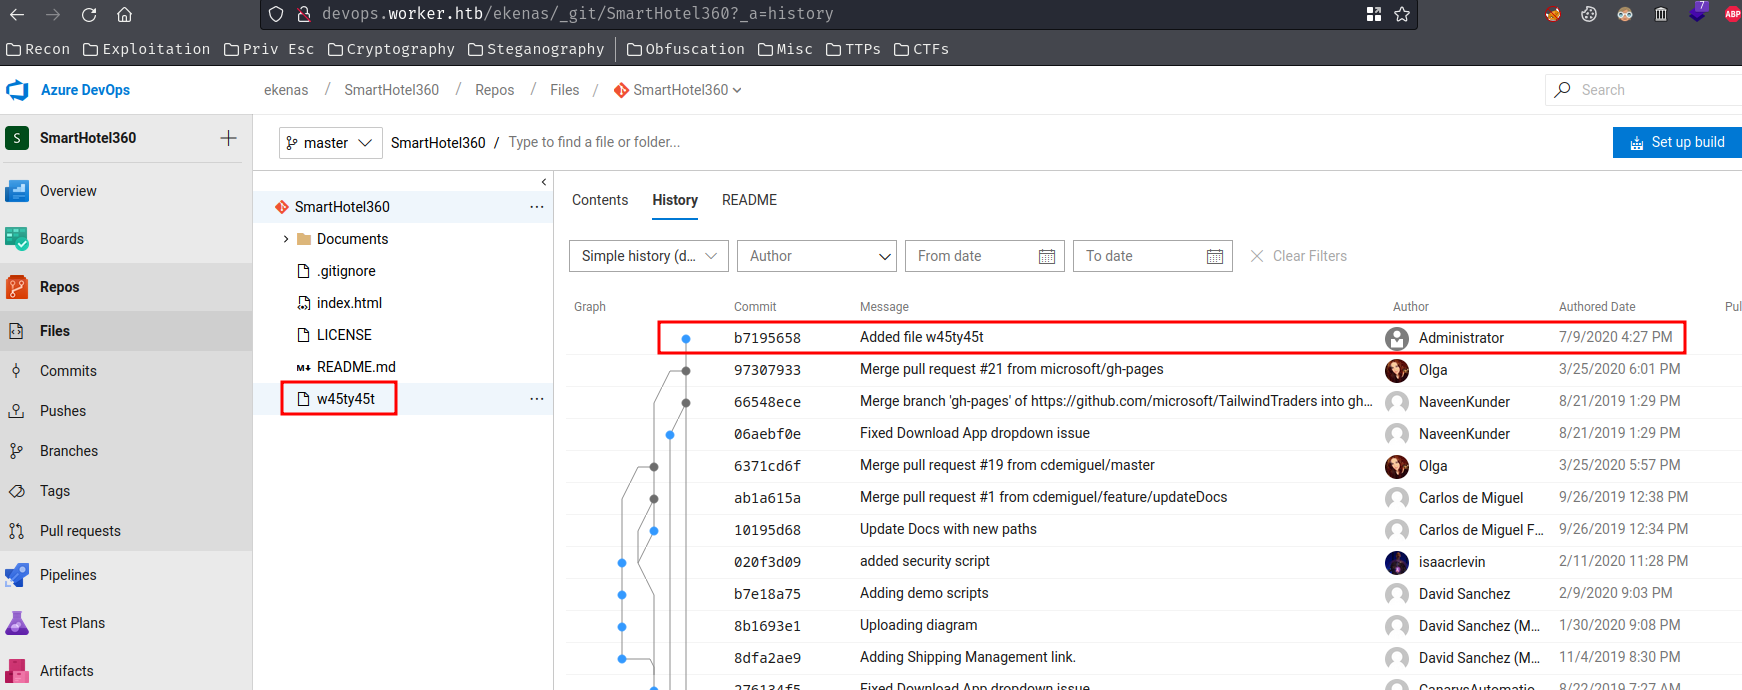 devops.worker.htb/ekenas/_git/SmartHotel360?_a=history
7
ABP
Recon Exploitation Priv Esc Cryptography Steganography Obfuscation Misc TTPs CTFs
Azure DevOps
ekenas / SmartHotel360 / Repos / Files / SmartHotel360
Search
S SmartHotel360
master SmartHotel360 / Type to find a file or folder...
Set up build
Overview
Boards
Repos
Files
Commits
Pushes
Branches
Tags
Pull requests
Pipelines
Test Plans
Artifacts
SmartHotel360 ...
Documents
.gitignore
index.html
LICENSE
README.md
w45ty45t ...
Contents History README
Simple history (d... Author From date To date Clear Filters
Graph Commit Message Author Authored Date Pul
b7195658 Added file w45ty45t Administrator 7/9/2020 4:27 PM
97307933 Merge pull request #21 from microsoft/gh-pages Olga 3/25/2020 6:01 PM
66548ece Merge branch 'gh-pages' of https://github.com/microsoft/TailwindTraders into gh... NaveenKunder 8/21/2019 1:29 PM
06aebf0e Fixed Download App dropdown issue NaveenKunder 8/21/2019 1:29 PM
6371cd6f Merge pull request #19 from cdemiguel/master Olga 3/25/2020 5:57 PM
ab1a615a Merge pull request #1 from cdemiguel/feature/updateDocs Carlos de Miguel 9/26/2019 12:38 PM
10195d68 Update Docs with new paths Carlos de Miguel F... 9/26/2019 12:34 PM
020f3d09 added security script isaacrlevin 2/11/2020 11:28 PM
b7e18a75 Adding demo scripts David Sanchez 2/9/2020 9:03 PM
8b1693e1 Uploading diagram David Sanchez (M... 1/30/2020 9:08 PM
8dfa2ae9 Adding Shipping Management link. David Sanchez (M... 11/4/2019 8:30 PM
276134f5 Fixed Download App dropdown issue CanarysAutomatic... 8/22/2019 7:27 AM